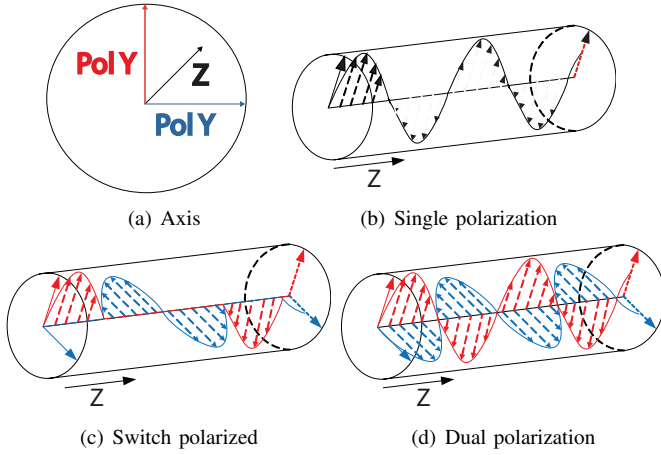 Pol Y
Z
Pol Y
Z
(a) Axis
(b) Single polarization
Z
Z
(c) Switch polarized
(d) Dual polarization